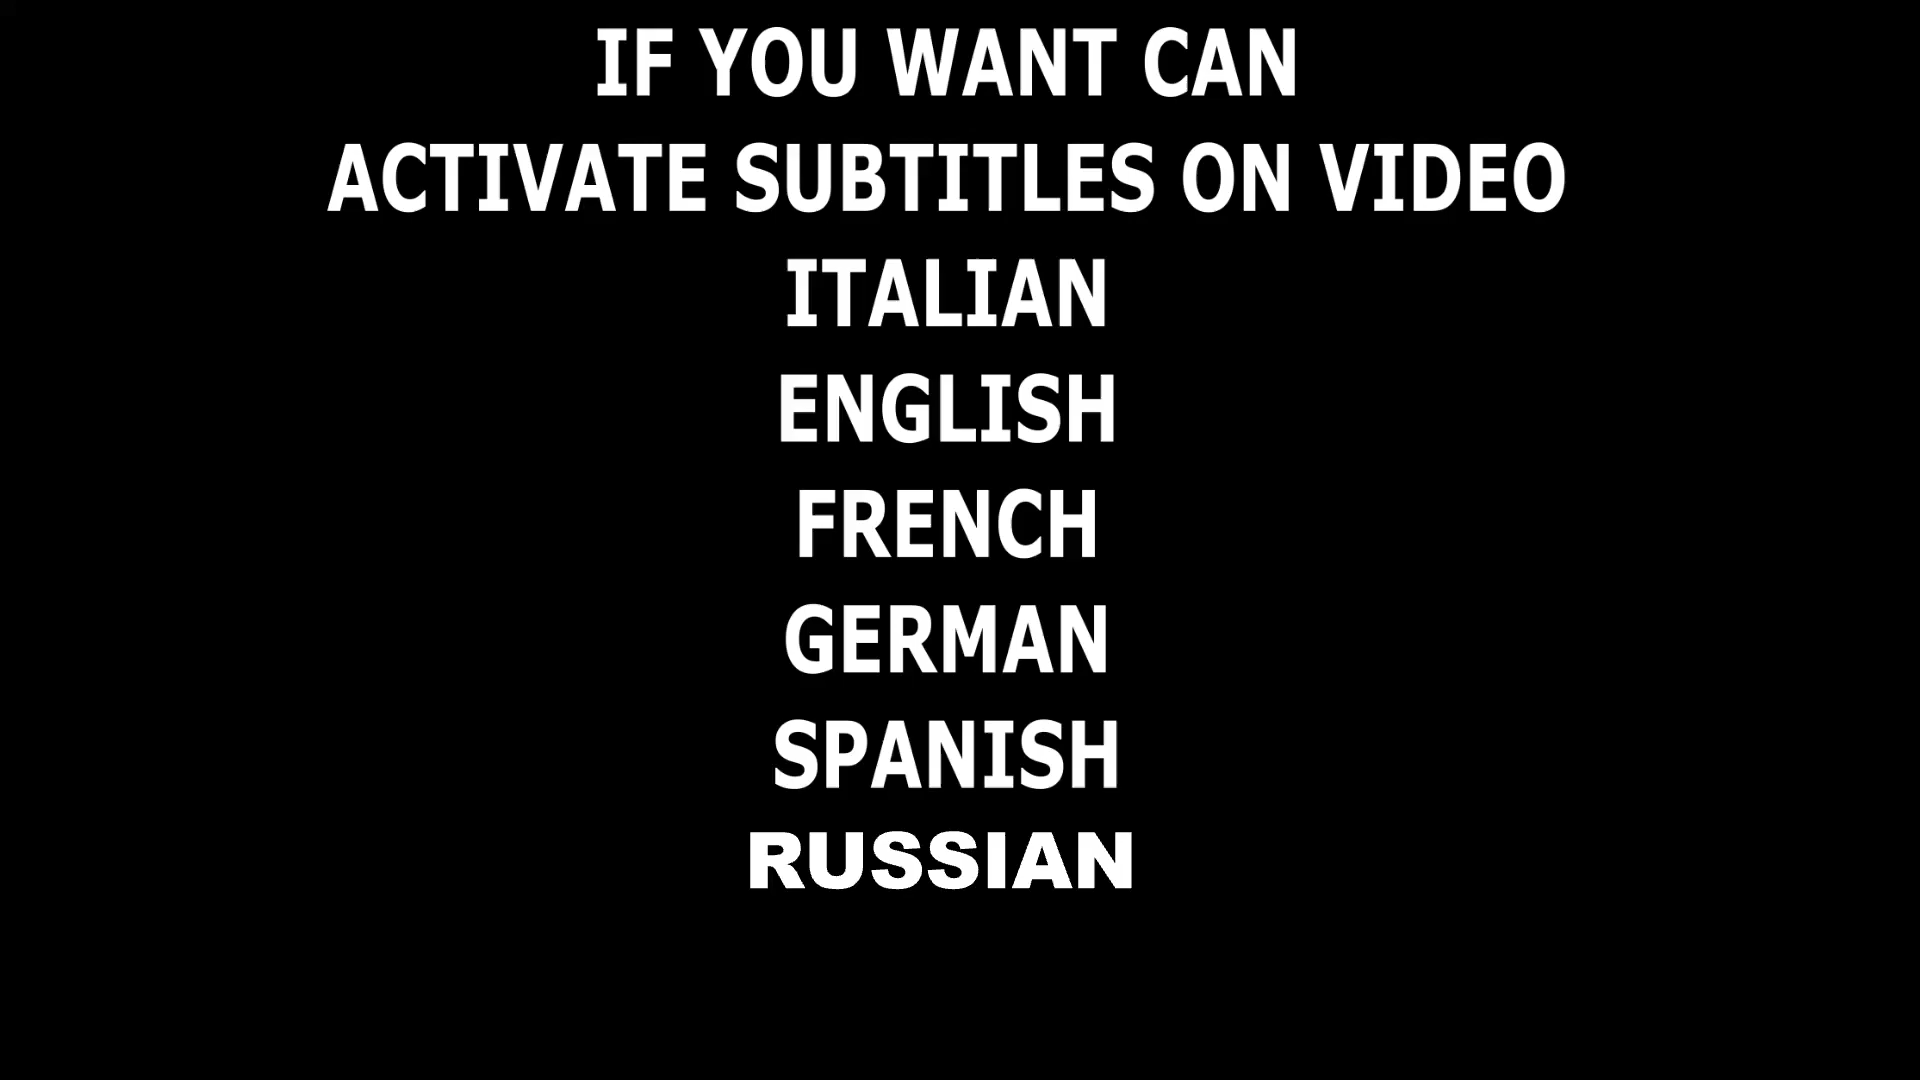 IF YOU WANT CAN
ACTIVATE SUBTITLES ON VIDEO
ITALIAN
ENGLISH
FRENCH
GERMAN
SPANISH
RUSSIAN